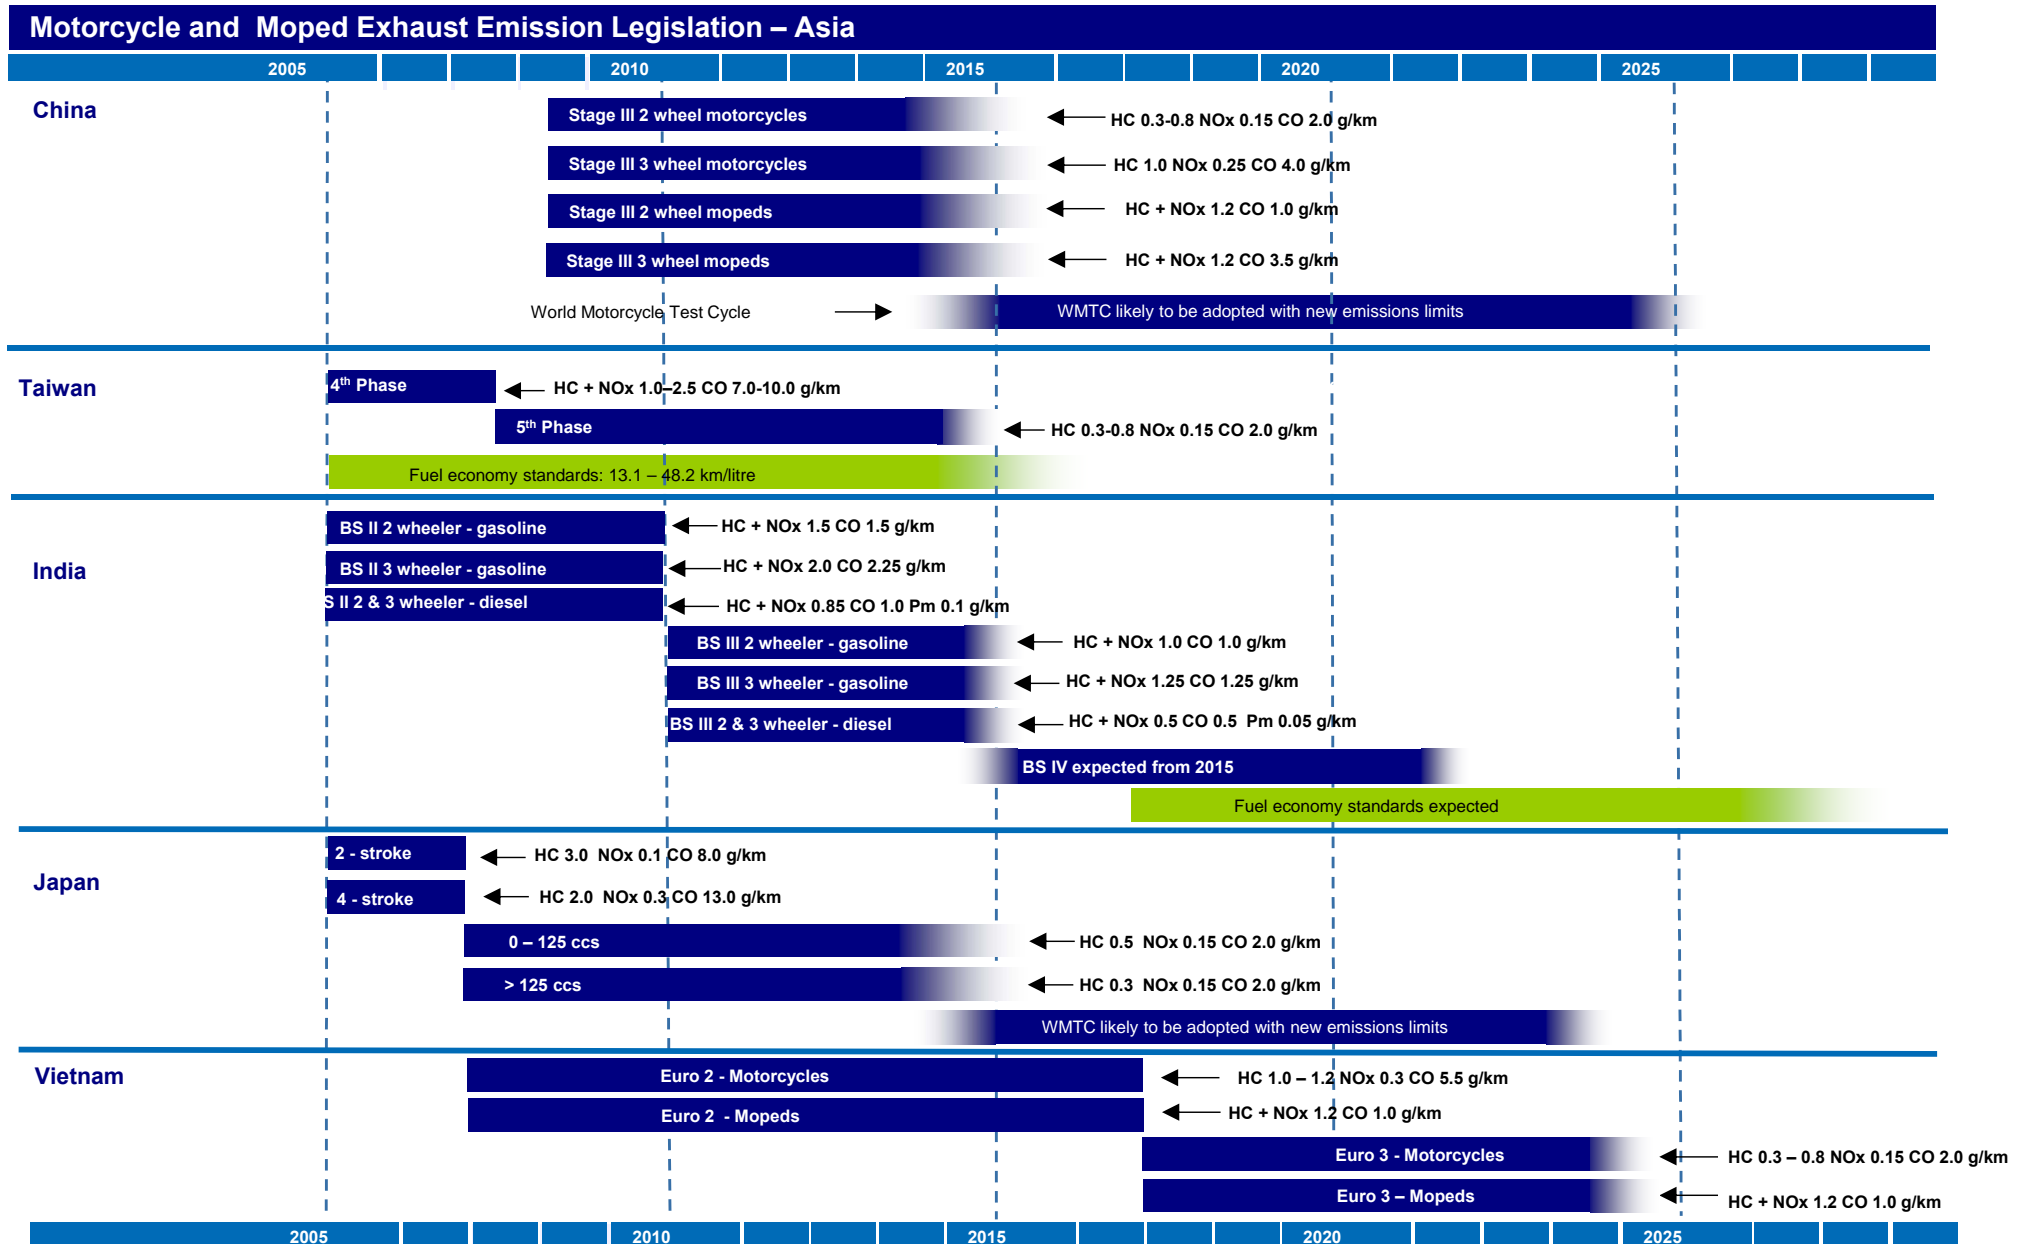 Motorcycle and Moped Exhaust Emission Legislation – Asia
2005 2010 2015 2020 2025
China
Stage III 2 wheel motorcycles
HC 0.3-0.8 NOx 0.15 CO 2.0 g/km
Stage III 3 wheel motorcycles
HC 1.0 NOx 0.25 CO 4.0 g/km
Stage III 2 wheel mopeds
HC + NOx 1.2 CO 1.0 g/km
Stage III 3 wheel mopeds
HC + NOx 1.2 CO 3.5 g/km
World Motorcycle Test Cycle
WMTC likely to be adopted with new emissions limits
Taiwan
4th Phase
HC + NOx 1.0–2.5 CO 7.0-10.0 g/km
5th Phase
HC 0.3-0.8 NOx 0.15 CO 2.0 g/km
Fuel economy standards: 13.1 – 48.2 km/litre
India
BS II 2 wheeler - gasoline
HC + NOx 1.5 CO 1.5 g/km
BS II 3 wheeler - gasoline
HC + NOx 2.0 CO 2.25 g/km
S II 2 & 3 wheeler - diesel
HC + NOx 0.85 CO 1.0 Pm 0.1 g/km
BS III 2 wheeler - gasoline
HC + NOx 1.0 CO 1.0 g/km
BS III 3 wheeler - gasoline
HC + NOx 1.25 CO 1.25 g/km
BS III 2 & 3 wheeler - diesel
HC + NOx 0.5 CO 0.5 Pm 0.05 g/km
BS IV expected from 2015
Fuel economy standards expected
Japan
2 - stroke
HC 3.0 NOx 0.1 CO 8.0 g/km
4 - stroke
HC 2.0 NOx 0.3 CO 13.0 g/km
0 – 125 ccs
HC 0.5 NOx 0.15 CO 2.0 g/km
> 125 ccs
HC 0.3 NOx 0.15 CO 2.0 g/km
WMTC likely to be adopted with new emissions limits
Vietnam
Euro 2 - Motorcycles
HC 1.0 – 1.2 NOx 0.3 CO 5.5 g/km
Euro 2 - Mopeds
HC + NOx 1.2 CO 1.0 g/km
Euro 3 - Motorcycles
HC 0.3 – 0.8 NOx 0.15 CO 2.0 g/km
Euro 3 – Mopeds
HC + NOx 1.2 CO 1.0 g/km
2005 2010 2015 2020 2025